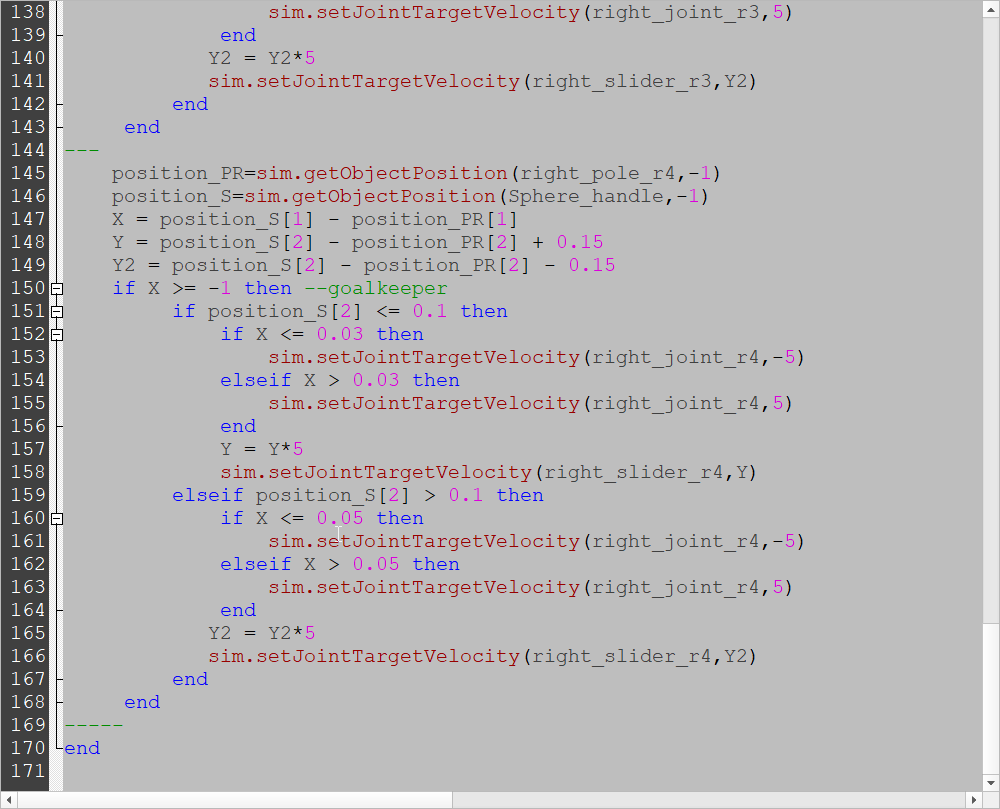 138 sim.setJointTargetVelocity(right_joint_r3,5)
139 end
140 Y2 = Y2*5
141 sim.setJointTargetVelocity(right_slider_r3,Y2)
142 end
143 end
144 ---
145 position_PR=sim.getObjectPosition(right_pole_r4,-1)
146 position_S=sim.getObjectPosition(Sphere_handle,-1)
147 X = position_S[1] - position_PR[1]
148 Y = position_S[2] - position_PR[2] + 0.15
149 Y2 = position_S[2] - position_PR[2] - 0.15
150 if X >= -1 then --goalkeeper
151 if position_S[2] <= 0.1 then
152 if X <= 0.03 then
153 sim.setJointTargetVelocity(right_joint_r4,-5)
154 elseif X > 0.03 then
155 sim.setJointTargetVelocity(right_joint_r4,5)
156 end
157 Y = Y*5
158 sim.setJointTargetVelocity(right_slider_r4,Y)
159 elseif position_S[2] > 0.1 then
160 if X <= 0.05 then
161 sim.setJointTargetVelocity(right_joint_r4,-5)
162 elseif X > 0.05 then
163 sim.setJointTargetVelocity(right_joint_r4,5)
164 end
165 Y2 = Y2*5
166 sim.setJointTargetVelocity(right_slider_r4,Y2)
167 end
168 end
169 -----
170 end
171